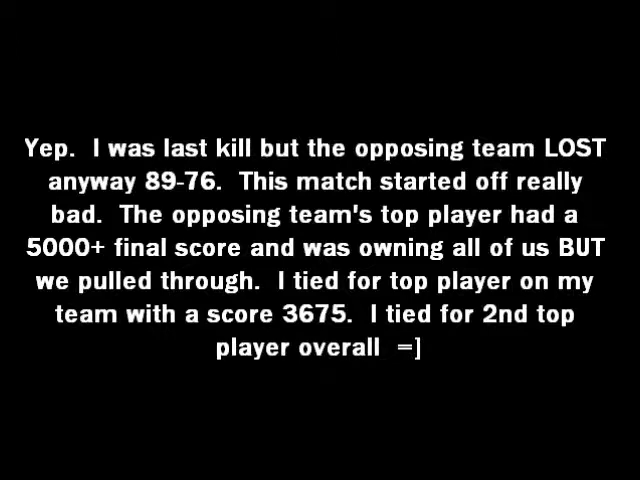 Yep.  I was last kill but the opposing team LOST
anyway 89-76.  This match started off really
bad.  The opposing team's top player had a
5000+ final score and was owning all of us BUT
we pulled through.  I tied for top player on my
team with a score 3675.  I tied for 2nd top
player overall  =]